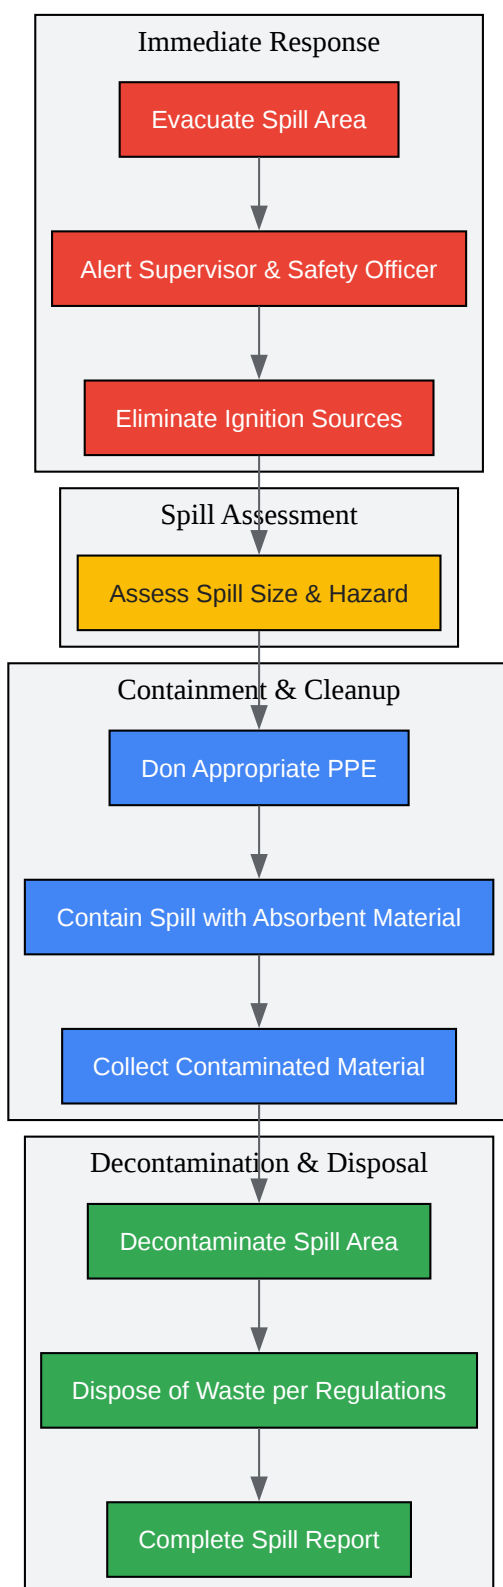 Immediate Response
Evacuate Spill Area
Alert Supervisor & Safety Officer
Eliminate Ignition Sources
Spill Assessment
Assess Spill Size & Hazard
Containment & Cleanup
Don Appropriate PPE
Contain Spill with Absorbent Material
Collect Contaminated Material
Decontamination & Disposal
Decontaminate Spill Area
Dispose of Waste per Regulations
Complete Spill Report